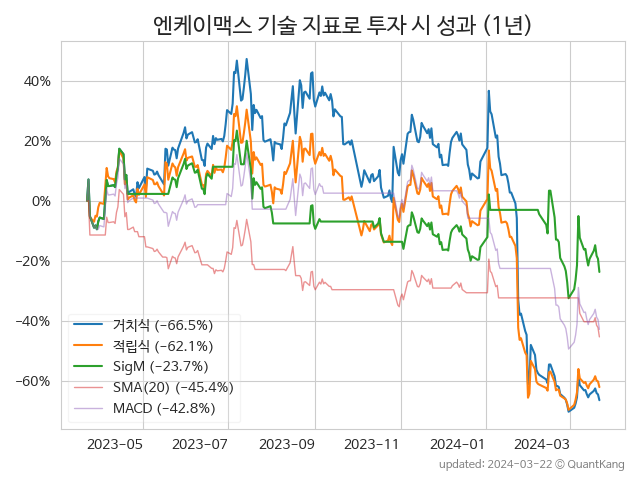 엔케이맥스 기술 지표로 투자 시 성과 (1년)
40%
20%
0%
−20%
−40%
−60%
거치식 (−66.5%)
적립식 (−62.1%)
SigM (−23.7%)
SMA(20) (−45.4%)
MACD (−42.8%)
2023-05 2023-07 2023-09 2023-11 2024-01 2024-03
updated: 2024-03-22 © QuantKang